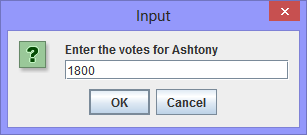 Input
Enter the votes for Ashtony
1800
OK Cancel